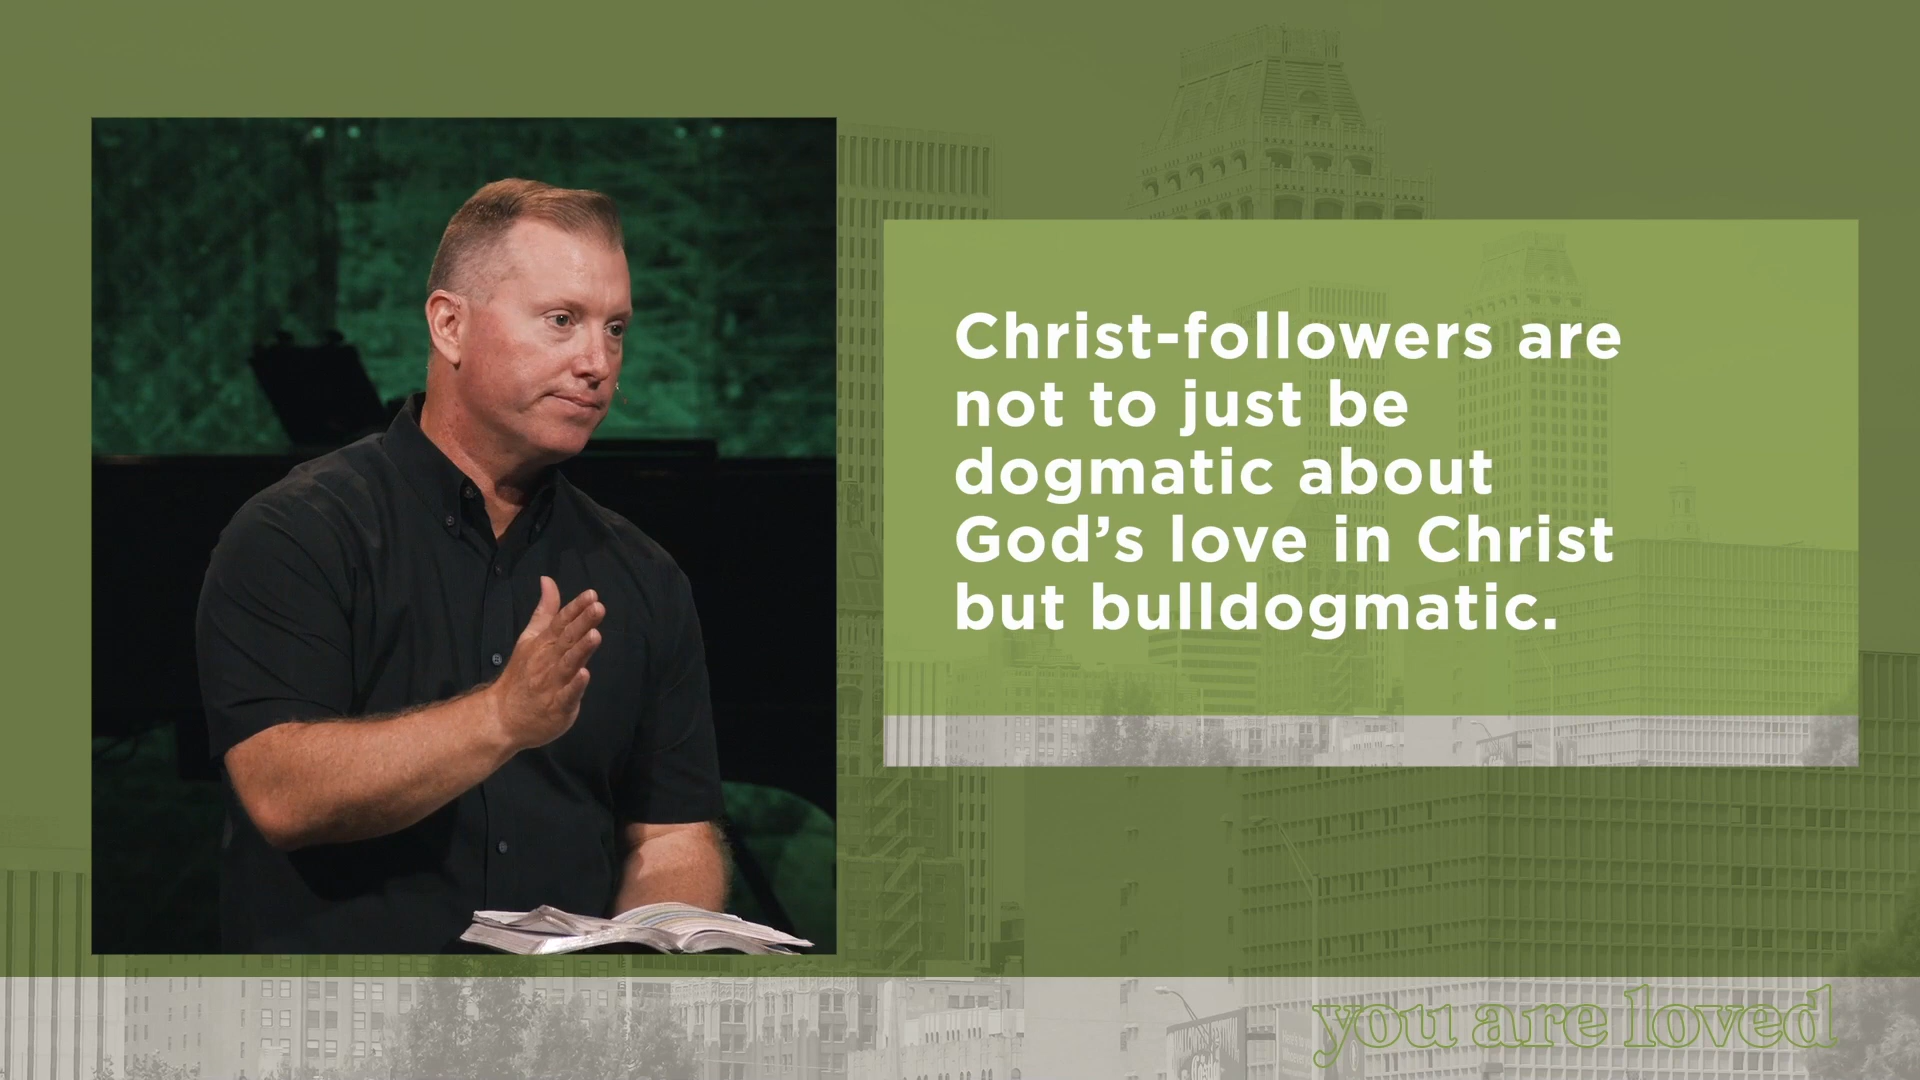 Christ-followers are
not to just be
dogmatic about
God’s love in Christ
but bulldogmatic.
you are loved